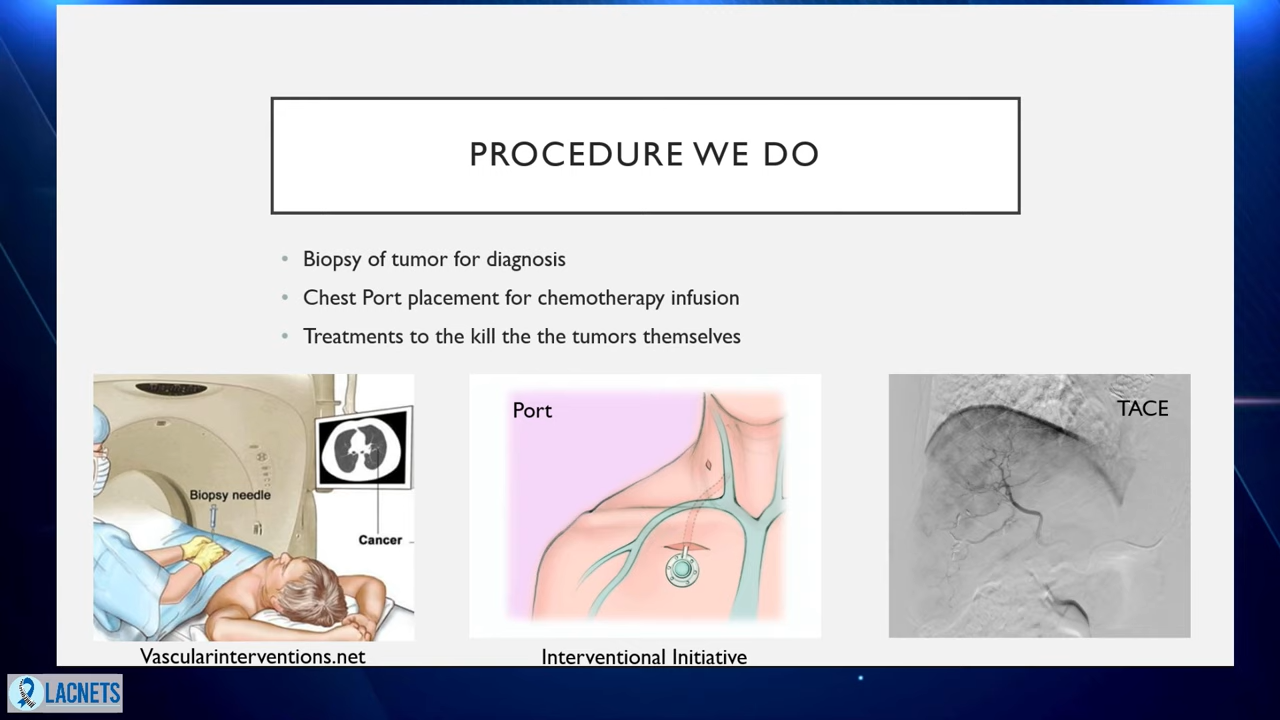 PROCEDURE WE DO
• Biopsy of tumor for diagnosis
• Chest Port placement for chemotherapy infusion
• Treatments to the kill the the tumors themselves
Biopsy needle
Cancer
Port
TACE
Vascularinterventions.net
Interventional Initiative
LACNETS